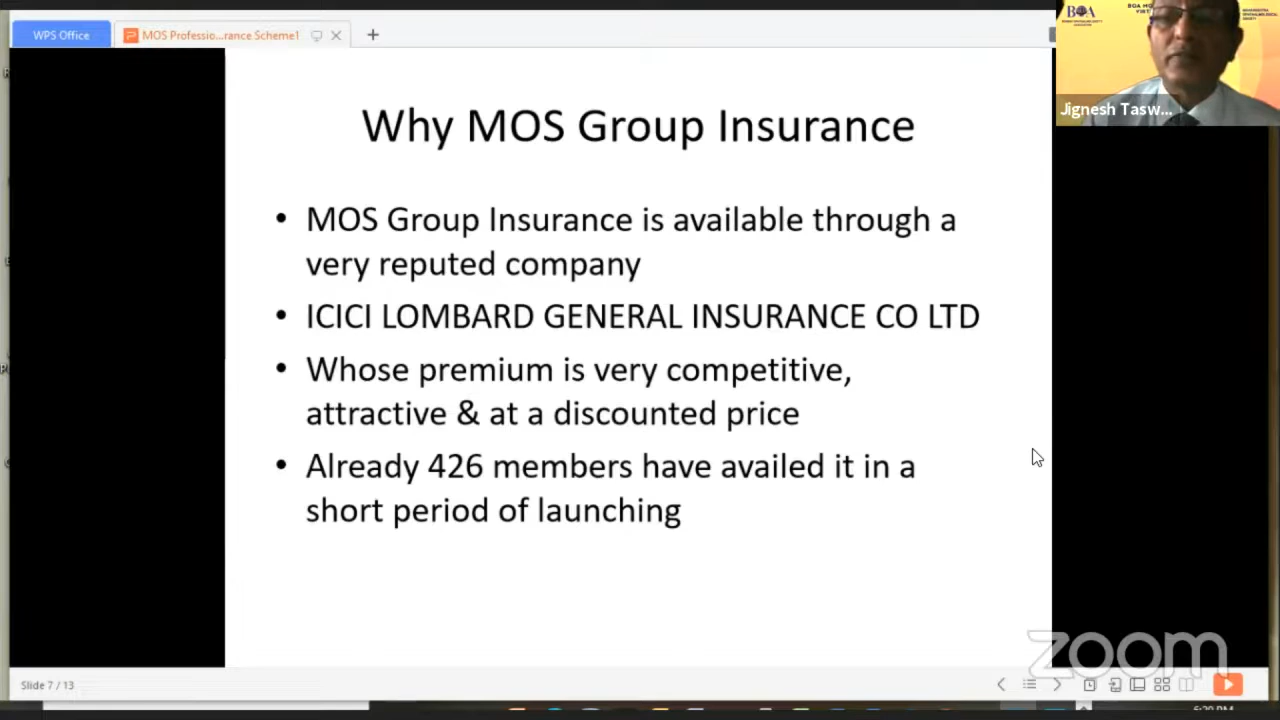 WPS Office
MOS Professio...rance Scheme1
BOA
Jignesh Tasw...
Why MOS Group Insurance
• MOS Group Insurance is available through a
very reputed company
• ICICI LOMBARD GENERAL INSURANCE CO LTD
• Whose premium is very competitive,
attractive & at a discounted price
• Already 426 members have availed it in a
short period of launching
zoom
Slide 7 / 13